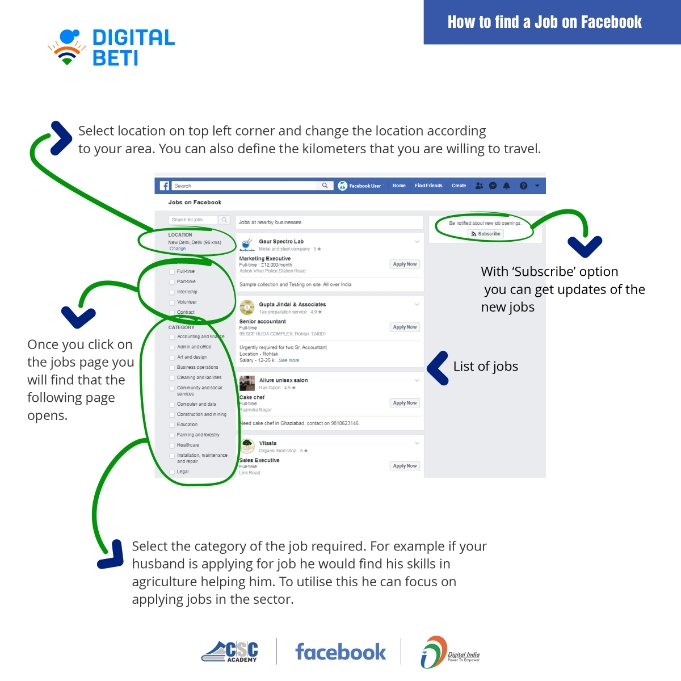 How to find a Job on Facebook
DIGITAL
BETI
Select location on top left corner and change the location according
to your area. You can also define the kilometers that you are willing to travel.
Search
Facebook User
Home
Find Friends
Create
Jobs on Facebook
Search for jobs
LOCATION
New Delhi, Delhi
Change
Full-time
Part-time
Internship
Volunteer
Contract
CATEGORY
Accounting and finance
Admin and office
Art and design
Business operations
Cleaning and facilities
Community and social
services
Computer and data
Construction and mining
Education
Farming and forestry
Healthcare
Installation, maintenance
and repair
Legal
Jobs at nearby businesses
Gaur Spectro Lab
Metal and steel company · 5 ★
Marketing Executive
Full-time · ₹12,000/month
Ashok Vihar Police Station Road
Apply Now
Sample collection and Testing on site. All over India
Gupta Jindal & Associates
Tax preparation service · 4.9 ★
Senior accountant
Full-time
Apply Now
Urgently required for two Sr. Accountant.
Location - Rohtak
Salary - 12-25 k... See more
Allure unisex salon
Hair Salon · 4.5 ★
Cake chef
Full-time
Apply Now
Need cake chef in Ghaziabad, contact on
Vitsata
Sales Executive
Full-time
Link Road
Apply Now
Be notified about new job openings.
Subscribe
With ‘Subscribe’ option
you can get updates of the
new jobs
Once you click on
the jobs page you
will find that the
following page
opens.
List of jobs
Select the category of the job required. For example if your
husband is applying for job he would find his skills in
agriculture helping him. To utilise this he can focus on
applying jobs in the sector.
CSC
ACADEMY
facebook
Digital India
Power To Empower